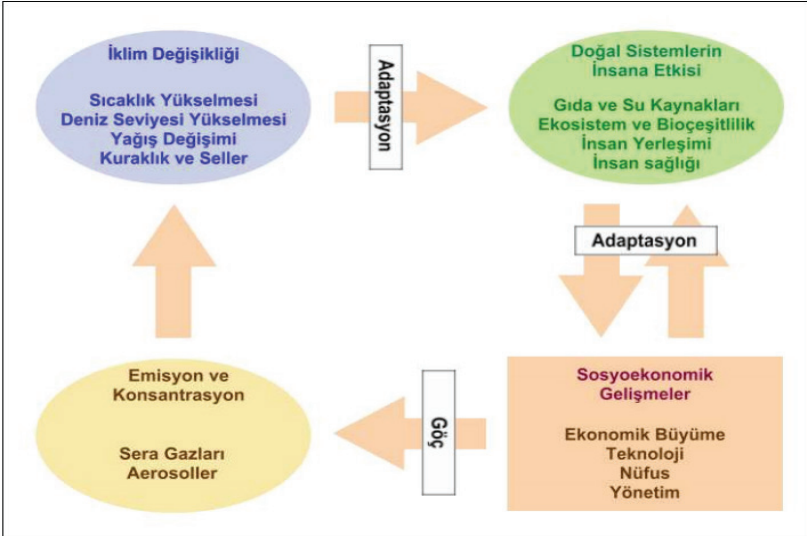 İklim Değişikliği
Sıcaklık Yükselmesi
Deniz Seviyesi Yükselmesi
Yağış Değişimi
Kuraklık ve Seller
Adaptasyon
Doğal Sistemlerin
İnsana Etkisi
Gıda ve Su Kaynakları
Ekosistem ve Bioçeşitlilik
İnsan Yerleşimi
İnsan sağlığı
Adaptasyon
Emisyon ve
Konsantrasyon
Sera Gazları
Aerosoller
Göç
Sosyoekonomik
Gelişmeler
Ekonomik Büyüme
Teknoloji
Nüfus
Yönetim